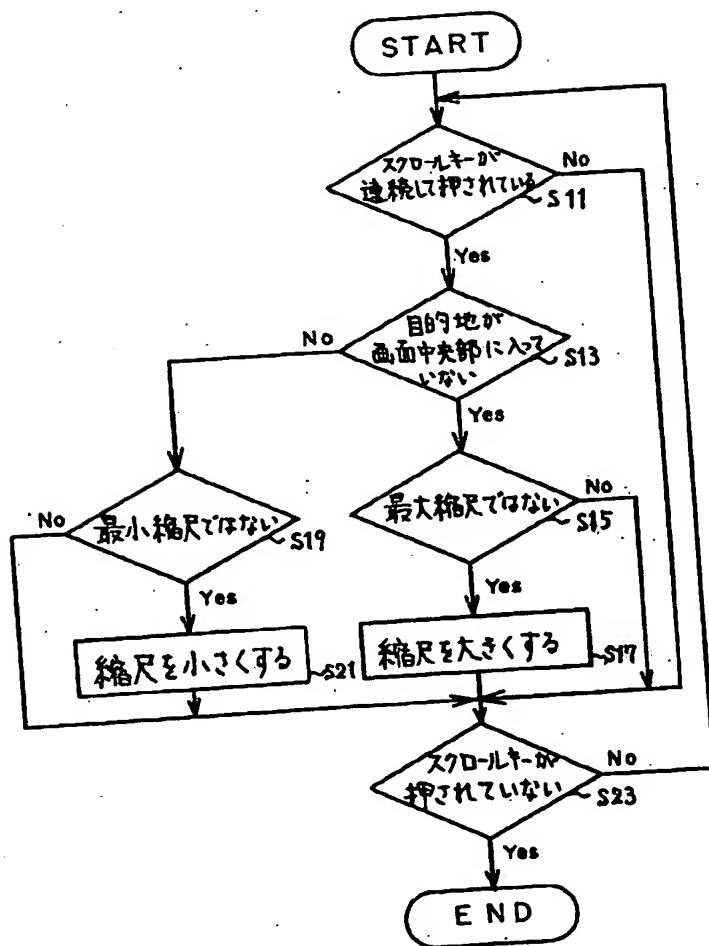 START
スクロールキーが
連続して押されている
No
S11
Yes
目的地が
画面中央部に入って
いない
No
S13
Yes
最小縮尺ではない
No
S19
最大縮尺ではない
No
S15
Yes
Yes
縮尺を小さくする
S21
縮尺を大きくする
S17
スクロールキーが
押されていない
No
S23
Yes
END